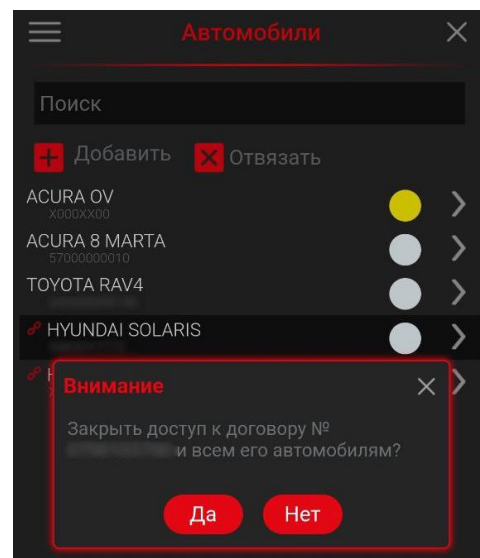 Автомобили
Поиск
Добавить
Отвязать
ACURA OV
X000XX00
ACURA 8 MARTA
57000000010
TOYOTA RAV4
HYUNDAI SOLARIS
Внимание
Закрыть доступ к договору №
и всем его автомобилям?
Да
Нет